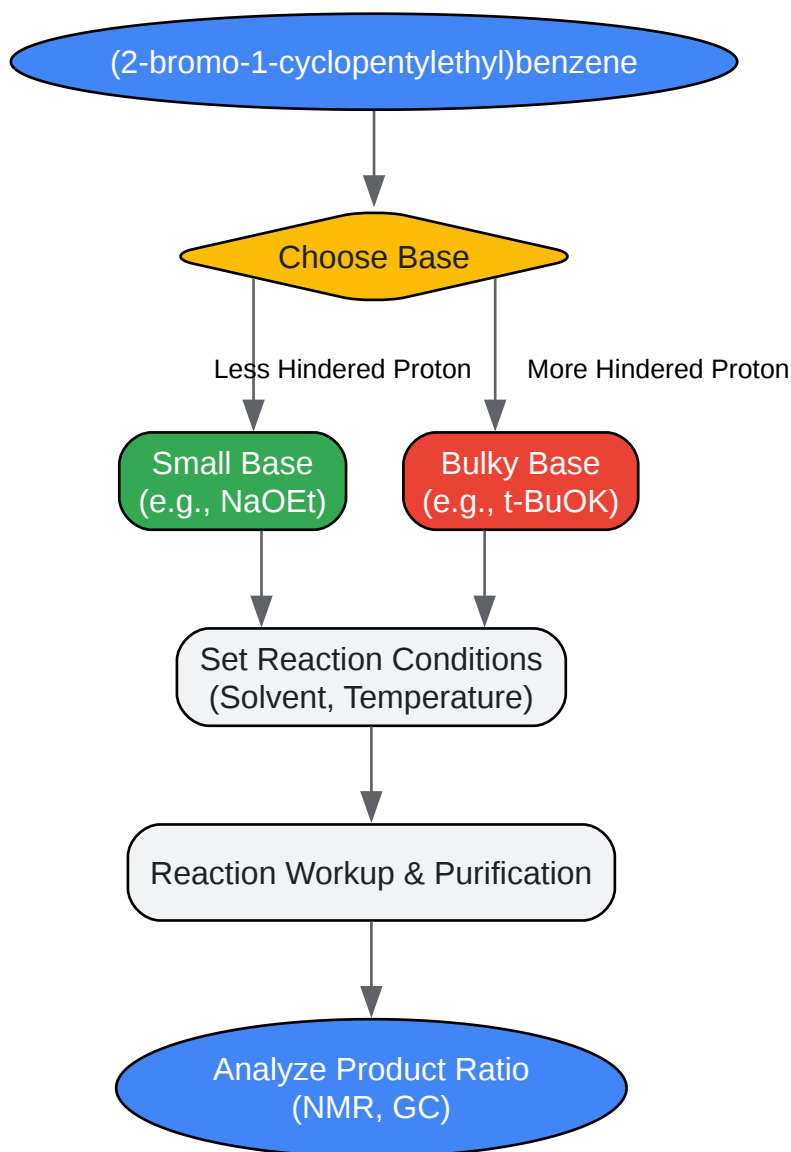 (2-bromo-1-cyclopentylethyl)benzene
Choose Base
Less Hindered Proton
More Hindered Proton
Small Base
(e.g., NaOEt)
Bulky Base
(e.g., t-BuOK)
Set Reaction Conditions
(Solvent, Temperature)
Reaction Workup & Purification
Analyze Product Ratio
(NMR, GC)